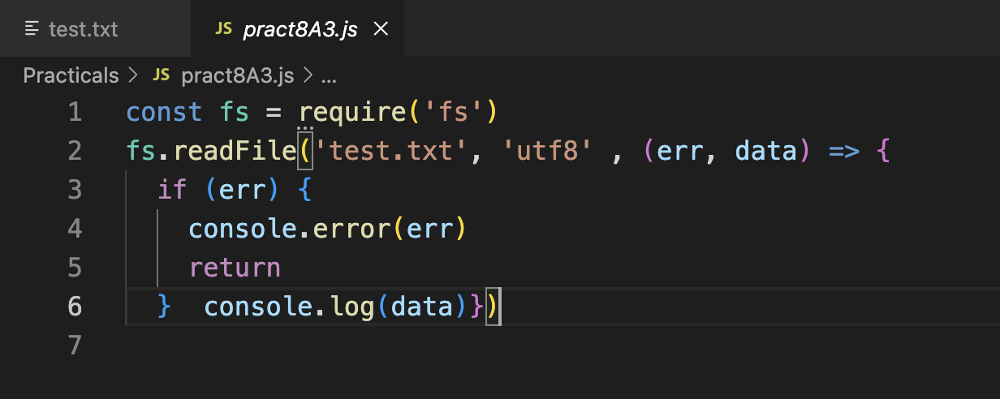 test.txt JS pract8A3.js ×
Practicals > JS pract8A3.js > ...
1 const fs = require('fs')
2 fs.readFile('test.txt', 'utf8' , (err, data) => {
3   if (err) {
4     console.error(err)
5     return
6   }  console.log(data)})
7